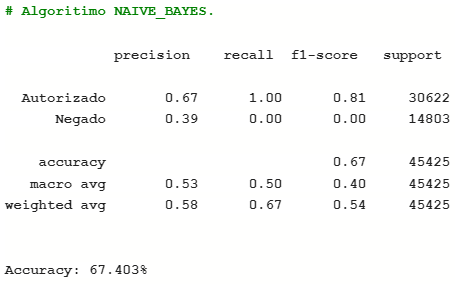 # Algoritimo NAIVE_BAYES.
precision recall f1-score support
Autorizado 0.67 1.00 0.81 30622
Negado 0.39 0.00 0.00 14803
accuracy 0.67 45425
macro avg 0.53 0.50 0.40 45425
weighted avg 0.58 0.67 0.54 45425
Accuracy: 67.403%